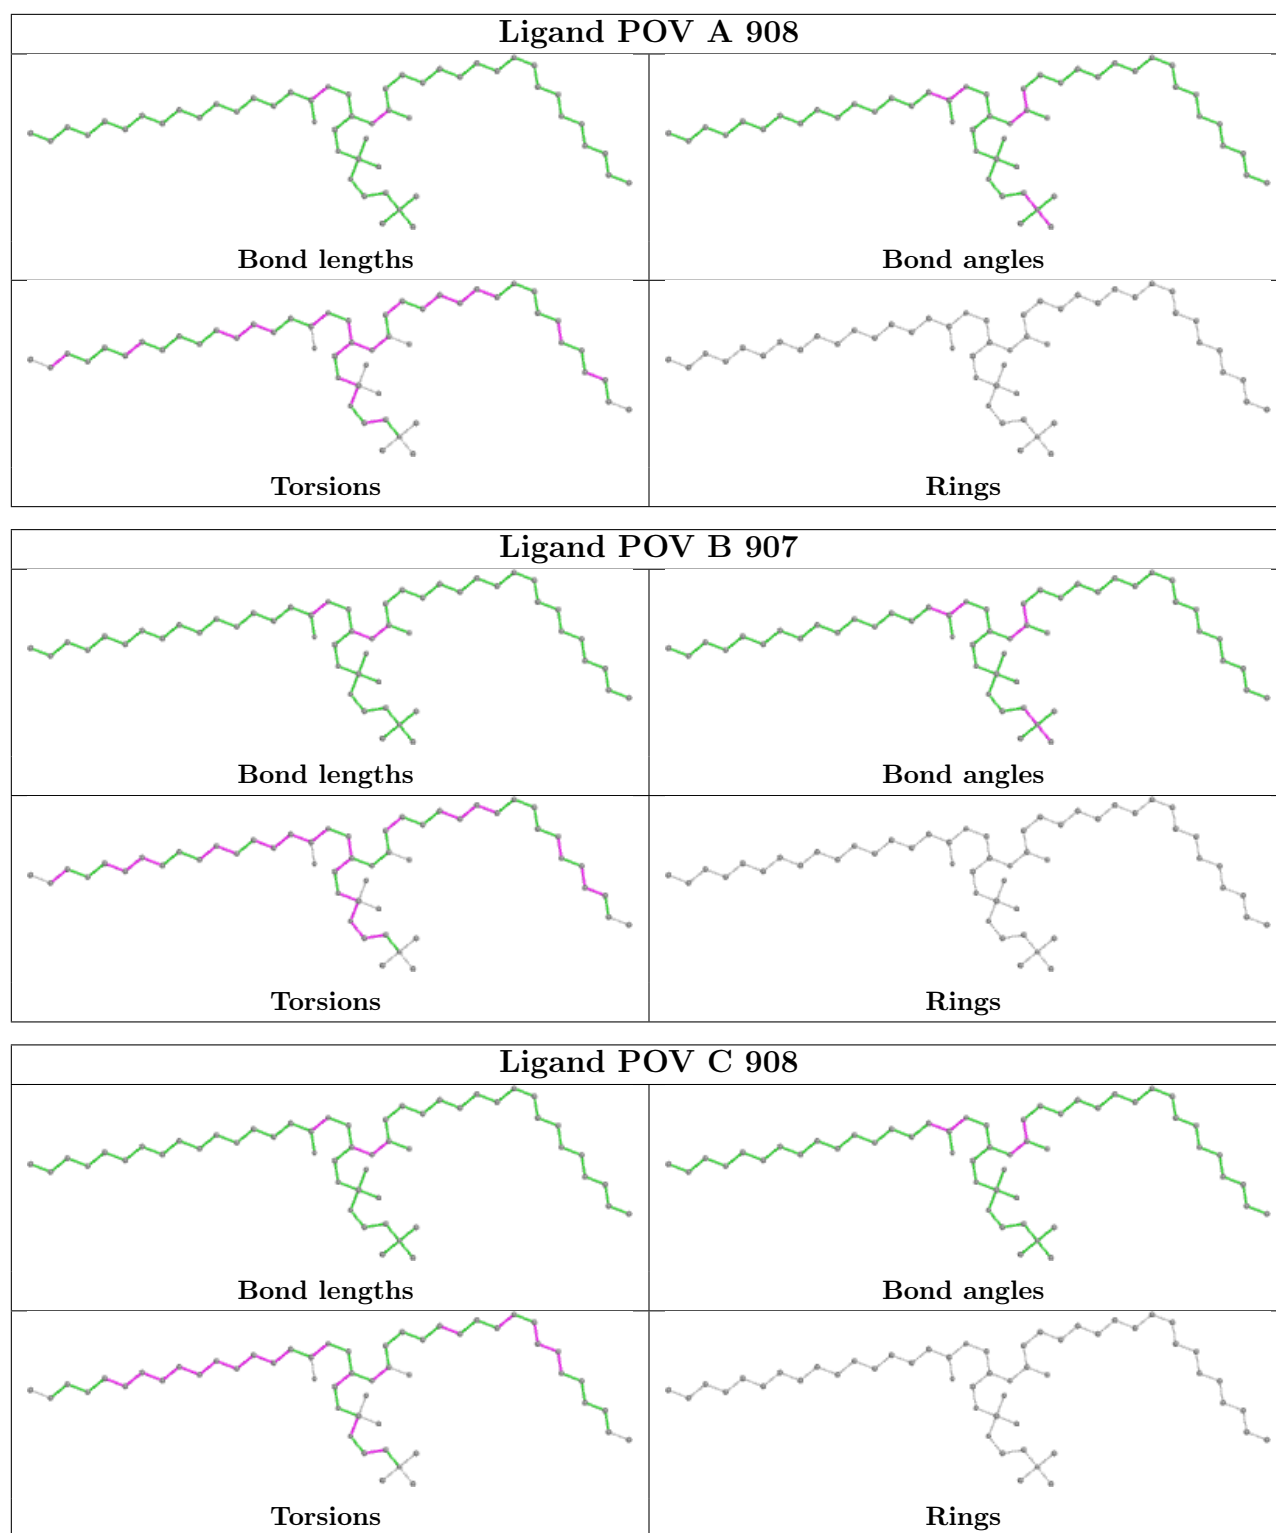 Ligand POV A 908
Bond lengths
Bond angles
Torsions
Rings
Ligand POV B 907
Bond lengths
Bond angles
Torsions
Rings
Ligand POV C 908
Bond lengths
Bond angles
Torsions
Rings